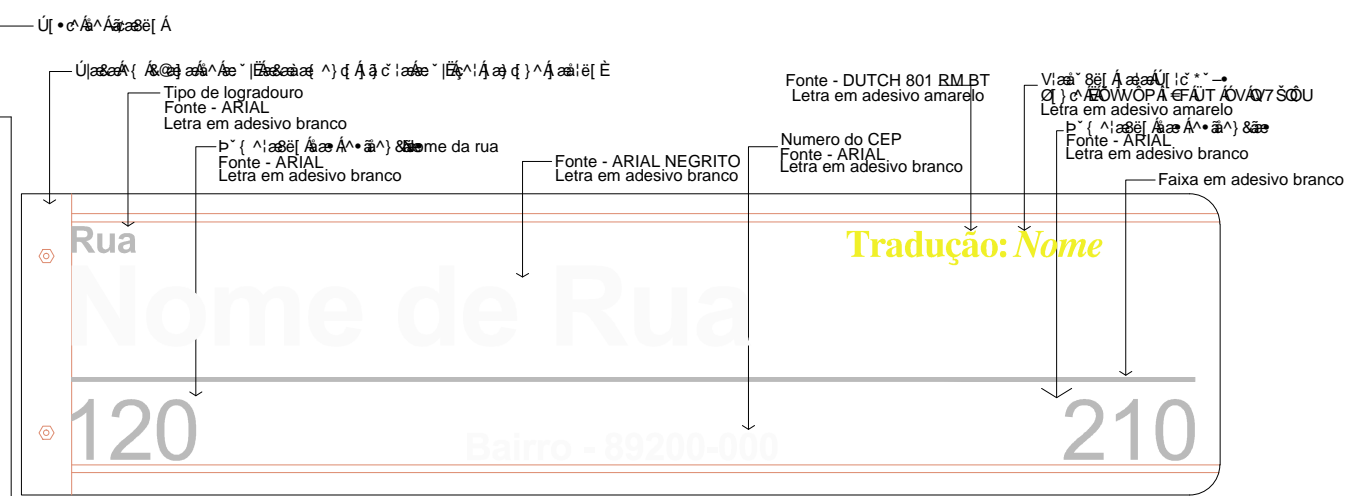 Tipo de logradouro
Fonte - ARIAL
Letra em adesivo branco
Nome da rua
Fonte - ARIAL
Letra em adesivo branco
Fonte - ARIAL NEGRITO
Letra em adesivo branco
Fonte - DUTCH 801 RM BT
Letra em adesivo amarelo
Numero do CEP
Fonte - ARIAL
Letra em adesivo branco
Letra em adesivo amarelo
Fonte - ARIAL
Letra em adesivo branco
Faixa em adesivo branco
Rua
Tradução: Nome
Nome de Rua
120
Bairro - 89200-000
210